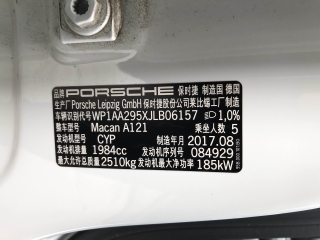 品牌 PORSCHE 保时捷 制造国 德国
生产厂 Porsche Leipzig GmbH 保时捷股份公司莱比锡工厂制造
车辆识别代号 WP1AA295XJLB06157 1,0%
整车型号 Macan A121 乘坐人数 5
发动机型号 CYP 制造年月 2017.08
发动机排量 1984cc 发动机号 084929
最大允许总质量 2510kg 发动机最大净功率 185kW